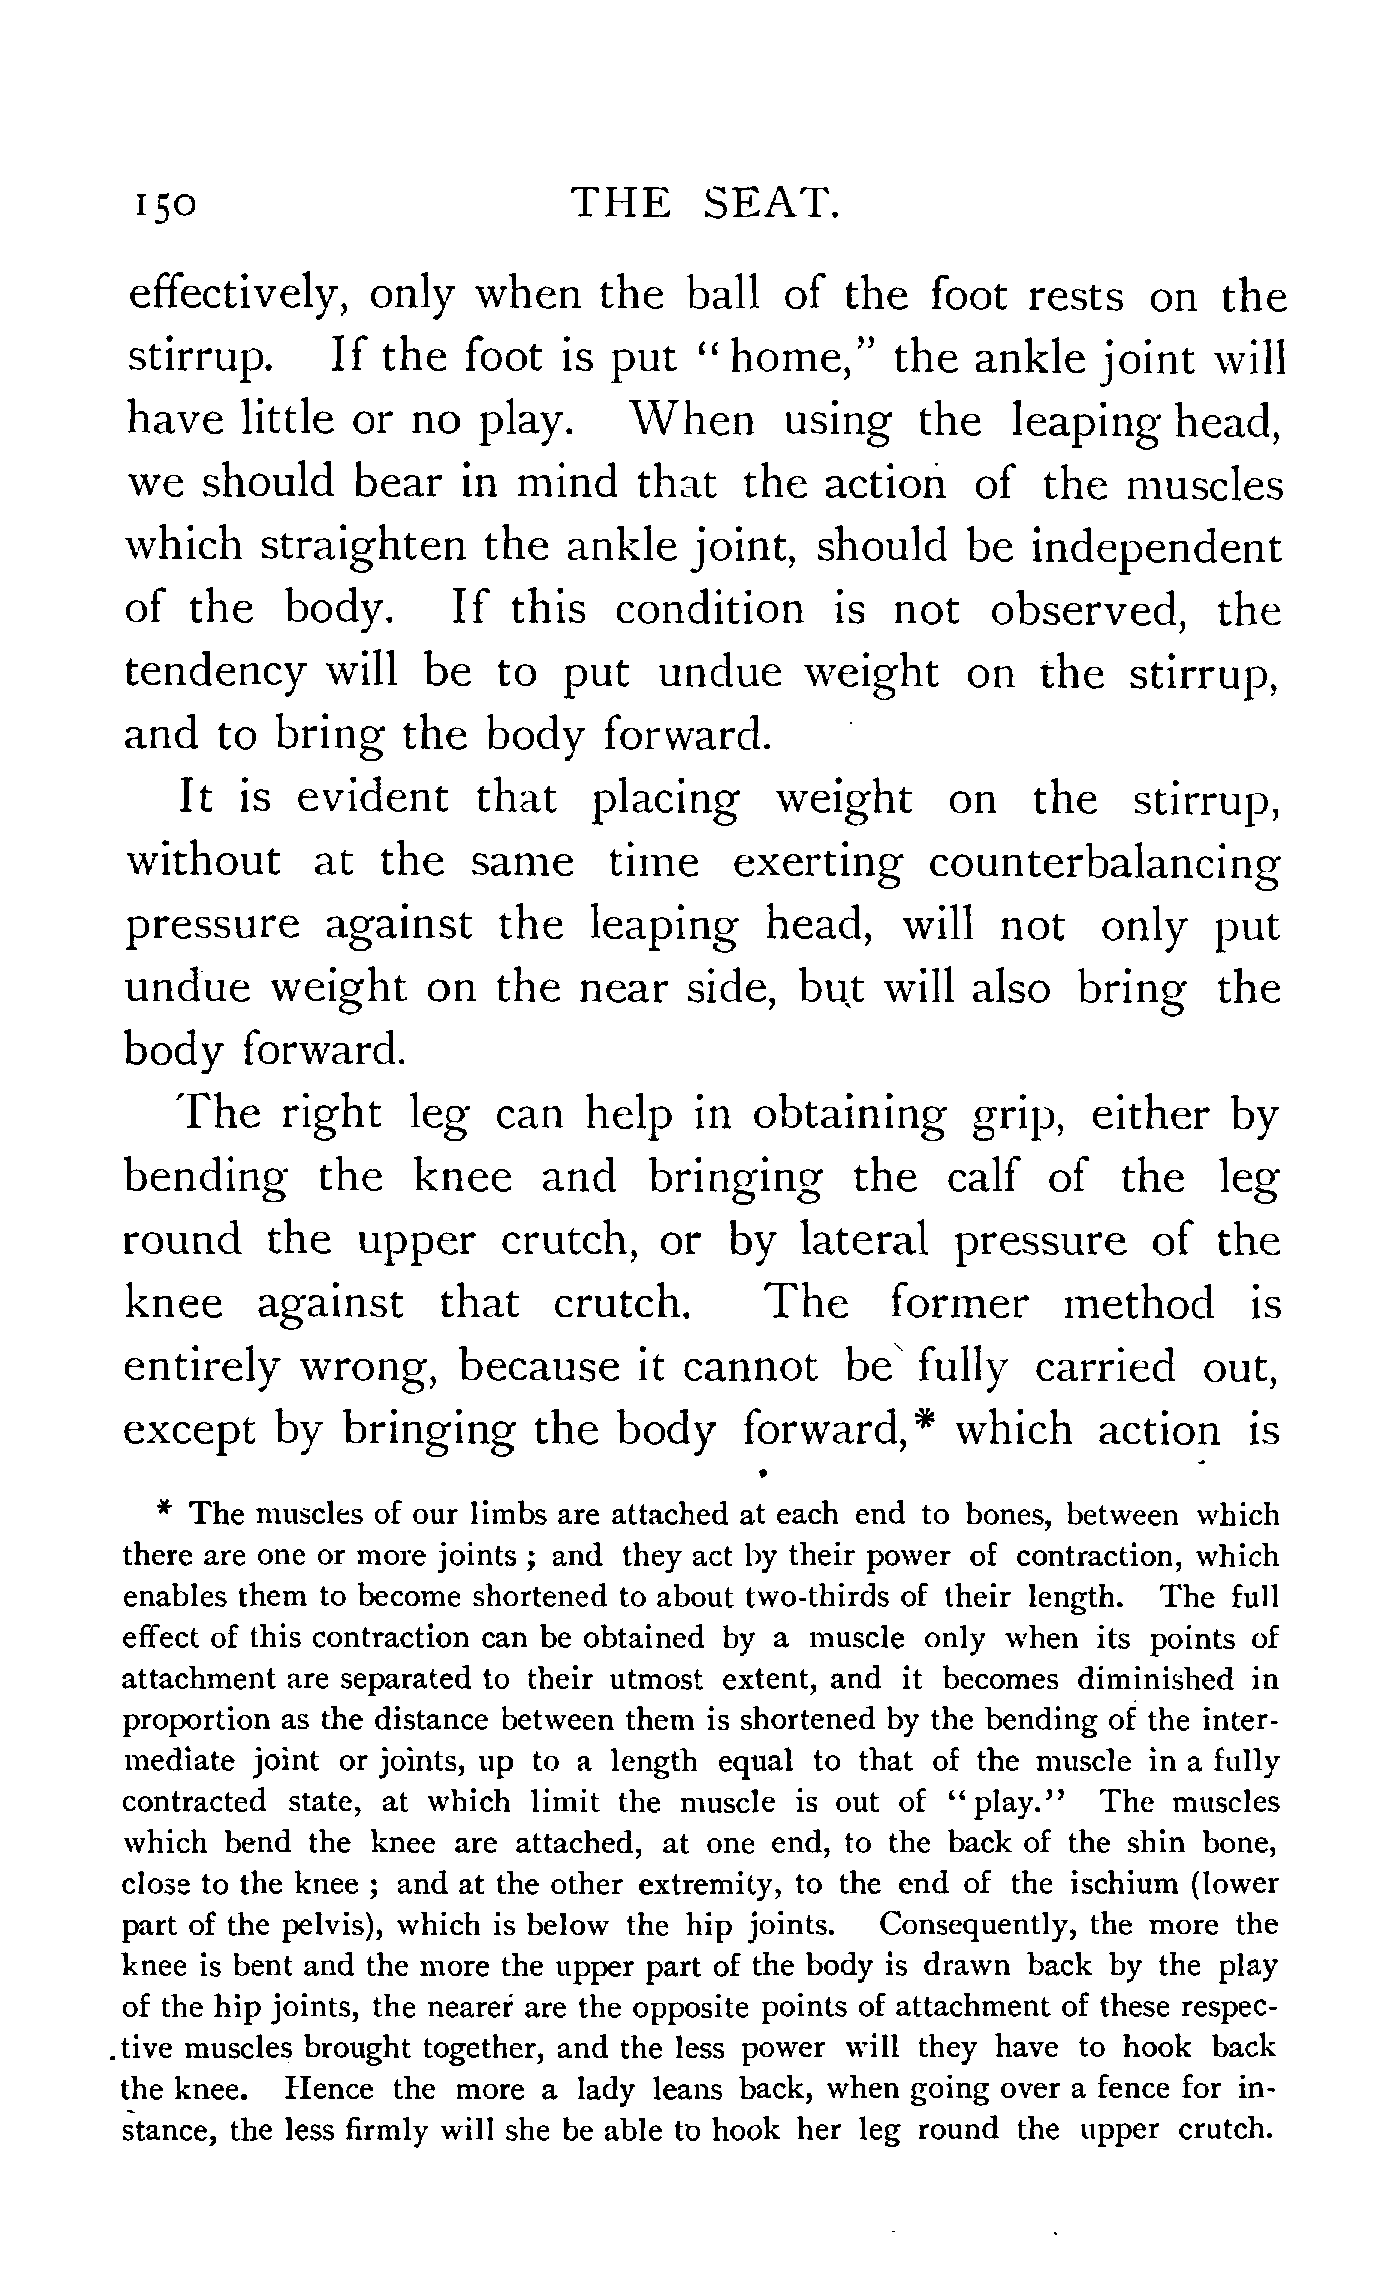 150 THE SEAT.
effectively, only when the ball of the foot rests on the
stirrup. If the foot is put “home,” the ankle joint will
have little or no play. When using the leaping head,
we should bear in mind that the action of the muscles
which straighten the ankle joint, should be independent
of the body. If this condition is not observed, the
tendency will be to put undue weight on the stirrup,
and to bring the body forward.
It is evident that placing weight on the stirrup,
without at the same time exerting counterbalancing
pressure against the leaping head, will not only put
undue weight on the near side, but will also bring the
body forward.
The right leg can help in obtaining grip, either by
bending the knee and bringing the calf of the leg
round the upper crutch, or by lateral pressure of the
knee against that crutch. The former method is
entirely wrong, because it cannot be fully carried out,
except by bringing the body forward,* which action is
* The muscles of our limbs are attached at each end to bones, between which
there are one or more joints ; and they act by their power of contraction, which
enables them to become shortened to about two-thirds of their length. The full
effect of this contraction can be obtained by a muscle only when its points of
attachment are separated to their utmost extent, and it becomes diminished in
proportion as the distance between them is shortened by the bending of the inter-
mediate joint or joints, up to a length equal to that of the muscle in a fully
contracted state, at which limit the muscle is out of “play.” The muscles
which bend the knee are attached, at one end, to the back of the shin bone,
close to the knee ; and at the other extremity, to the end of the ischium (lower
part of the pelvis), which is below the hip joints. Consequently, the more the
knee is bent and the more the upper part of the body is drawn back by the play
of the hip joints, the nearer are the opposite points of attachment of these respec-
tive muscles brought together, and the less power will they have to hook back
the knee. Hence the more a lady leans back, when going over a fence for in-
stance, the less firmly will she be able to hook her leg round the upper crutch.